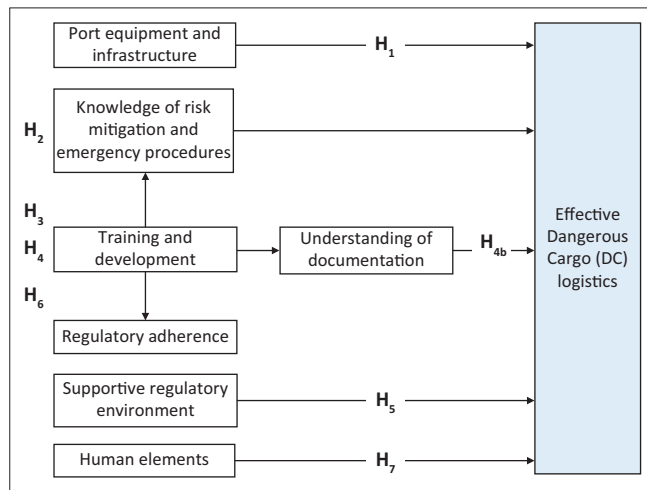 Port equipment and
infrastructure
H1
Knowledge of risk
mitigation and
emergency procedures
H2
H3
H4
Training and
development
Understanding of
documentation
H4b
H6
Regulatory adherence
Supportive regulatory
environment
H5
Human elements
H7
Effective
Dangerous
Cargo (DC)
logistics